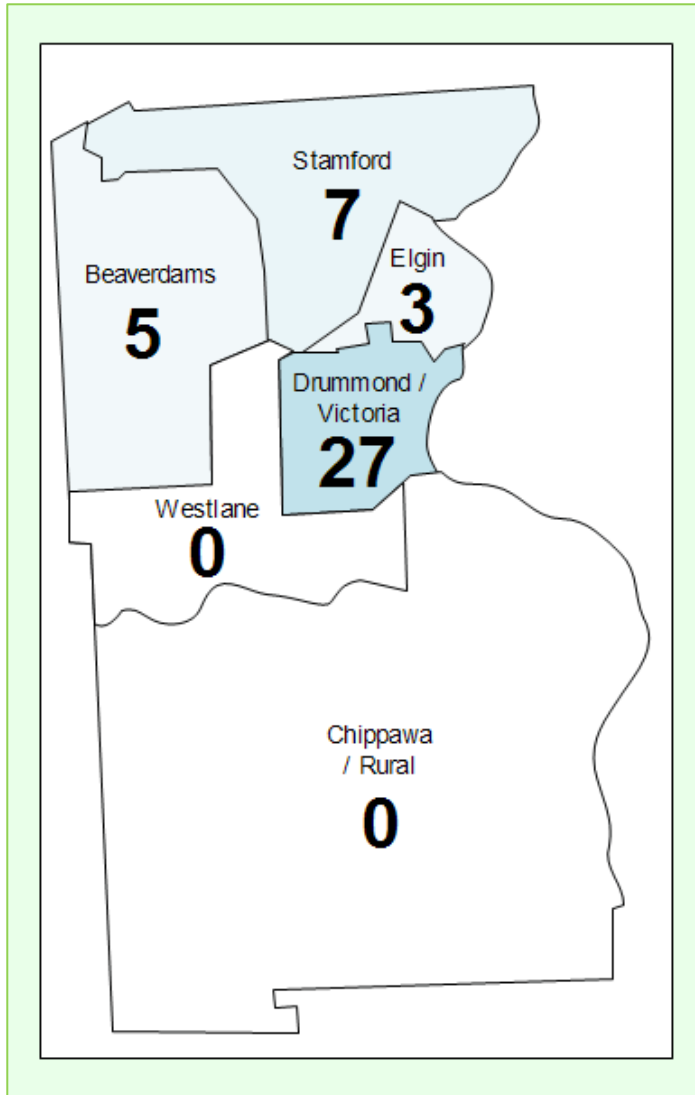 Stamford
7
Elgin
3
Beaverdams
5
Drummond /
Victoria
27
Westlane
0
Chippawa
/ Rural
0